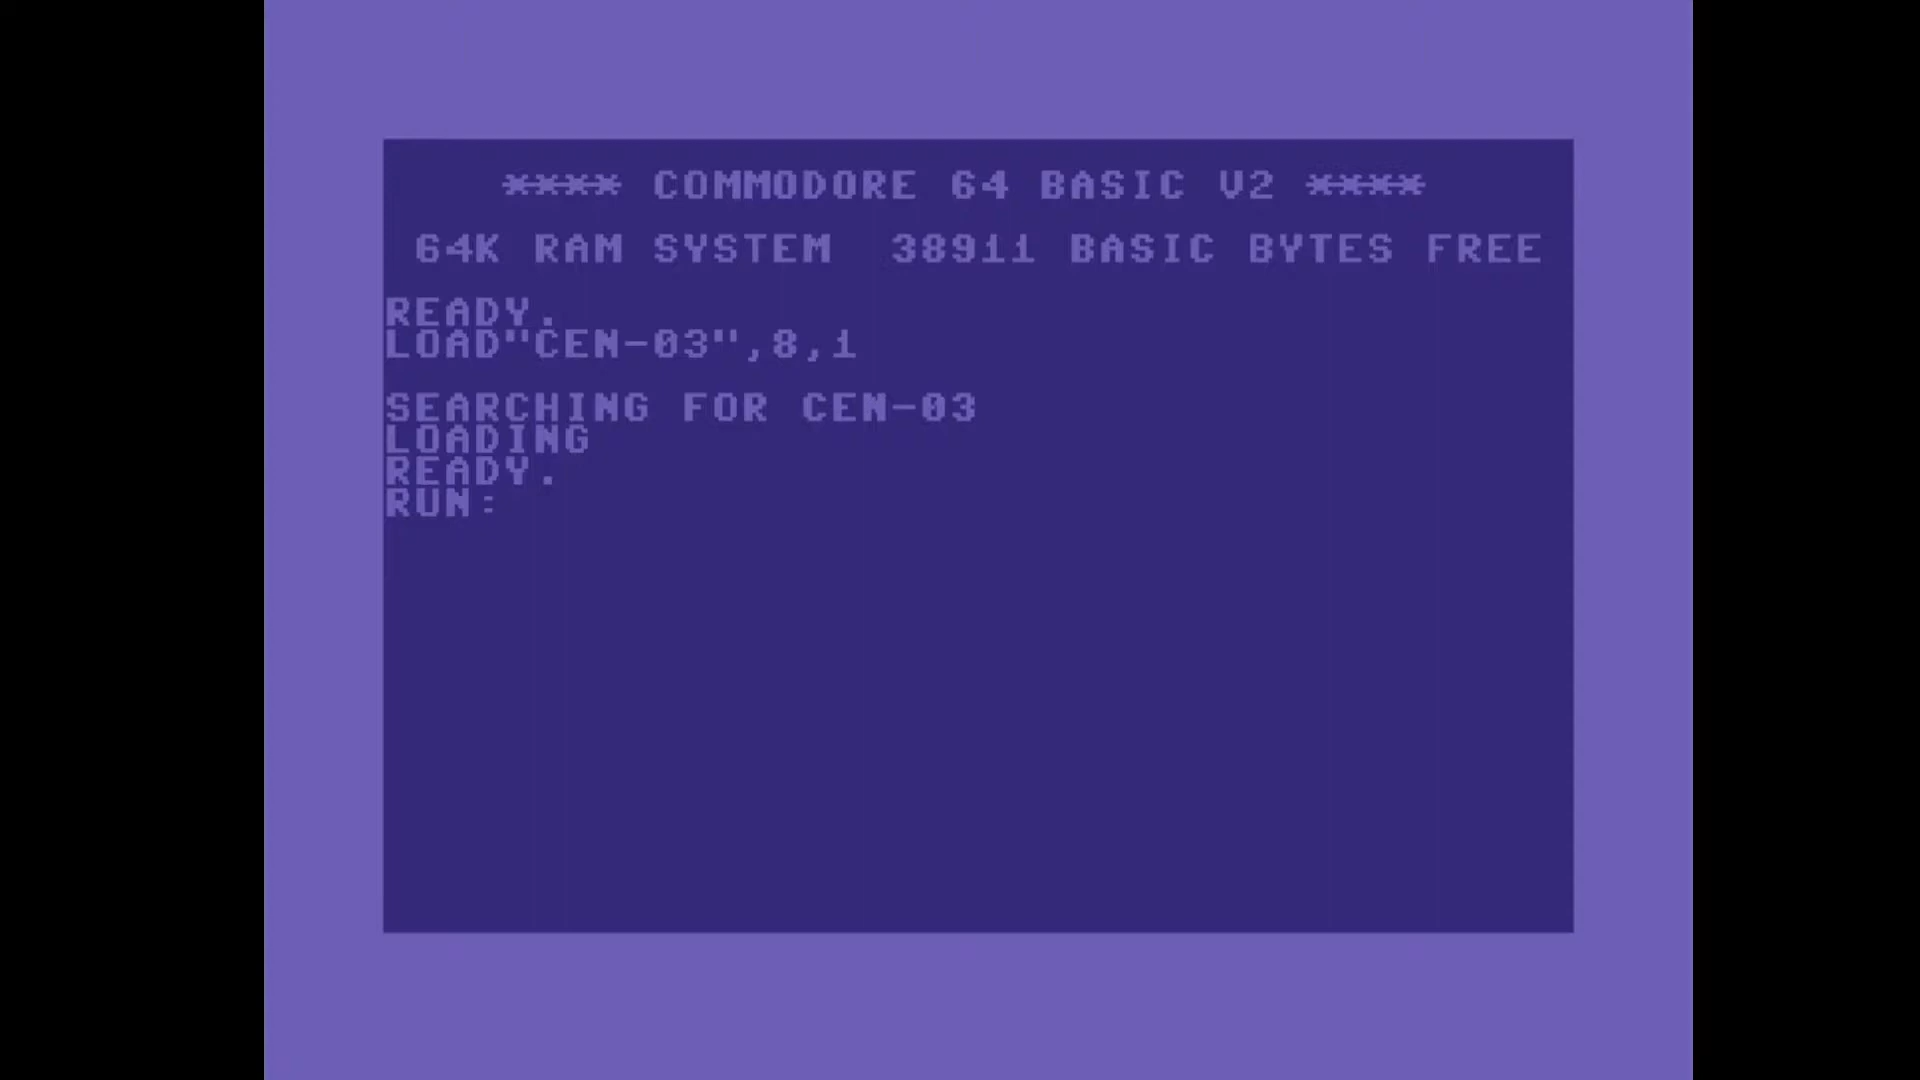 **** COMMODORE 64 BASIC V2 ****
64K RAM SYSTEM  38911 BASIC BYTES FREE
READY.
LOAD"CEN-03",8,1
SEARCHING FOR CEN-03
LOADING
READY.
RUN: